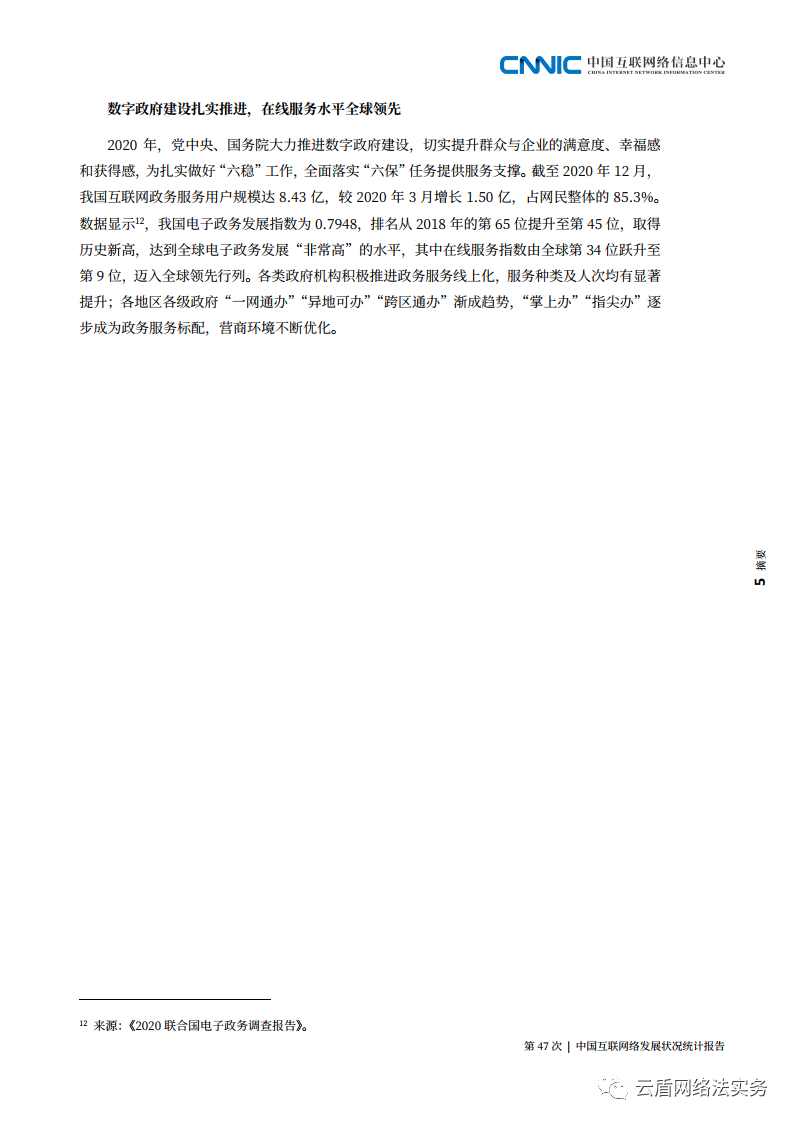 CNNIC 中国互联网络信息中心
CHINA INTERNET NETWORK INFORMATION CENTER
数字政府建设扎实推进，在线服务水平全球领先
2020 年，党中央、国务院大力推进数字政府建设，切实提升群众与企业的满意度、幸福感
和获得感，为扎实做好“六稳”工作，全面落实“六保”任务提供服务支撑。截至 2020 年 12 月，
我国互联网政务服务用户规模达 8.43 亿，较 2020 年 3 月增长 1.50 亿，占网民整体的 85.3%。
数据显示¹²，我国电子政务发展指数为 0.7948，排名从 2018 年的第 65 位提升至第 45 位，取得
历史新高，达到全球电子政务发展“非常高”的水平，其中在线服务指数由全球第 34 位跃升至
第 9 位，迈入全球领先行列。各类政府机构积极推进政务服务线上化，服务种类及人次均有显著
提升；各地区各级政府“一网通办”“异地可办”“跨区通办”渐成趋势，“掌上办”“指尖办”逐
步成为政务服务标配，营商环境不断优化。
5 摘要
¹² 来源：《2020 联合国电子政务调查报告》。
第 47 次 | 中国互联网络发展状况统计报告
云盾网络法实务